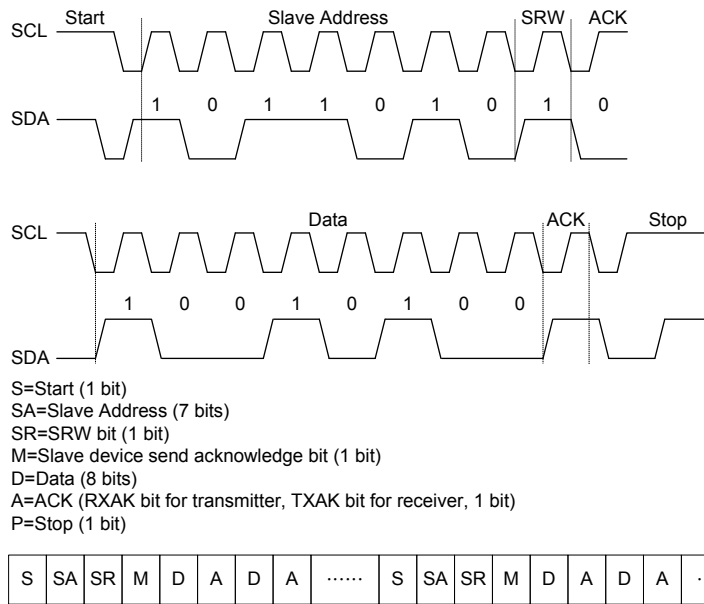 Start Slave Address SRW ACK
SCL
1 0 1 1 0 1 0 1 0
SDA
Data ACK Stop
SCL
1 0 0 1 0 1 0 0
SDA
S=Start (1 bit)
SA=Slave Address (7 bits)
SR=SRW bit (1 bit)
M=Slave device send acknowledge bit (1 bit)
D=Data (8 bits)
A=ACK (RXAK bit for transmitter, TXAK bit for receiver, 1 bit)
P=Stop (1 bit)
S SA SR M D A D A ...... S SA SR M D A D A ..